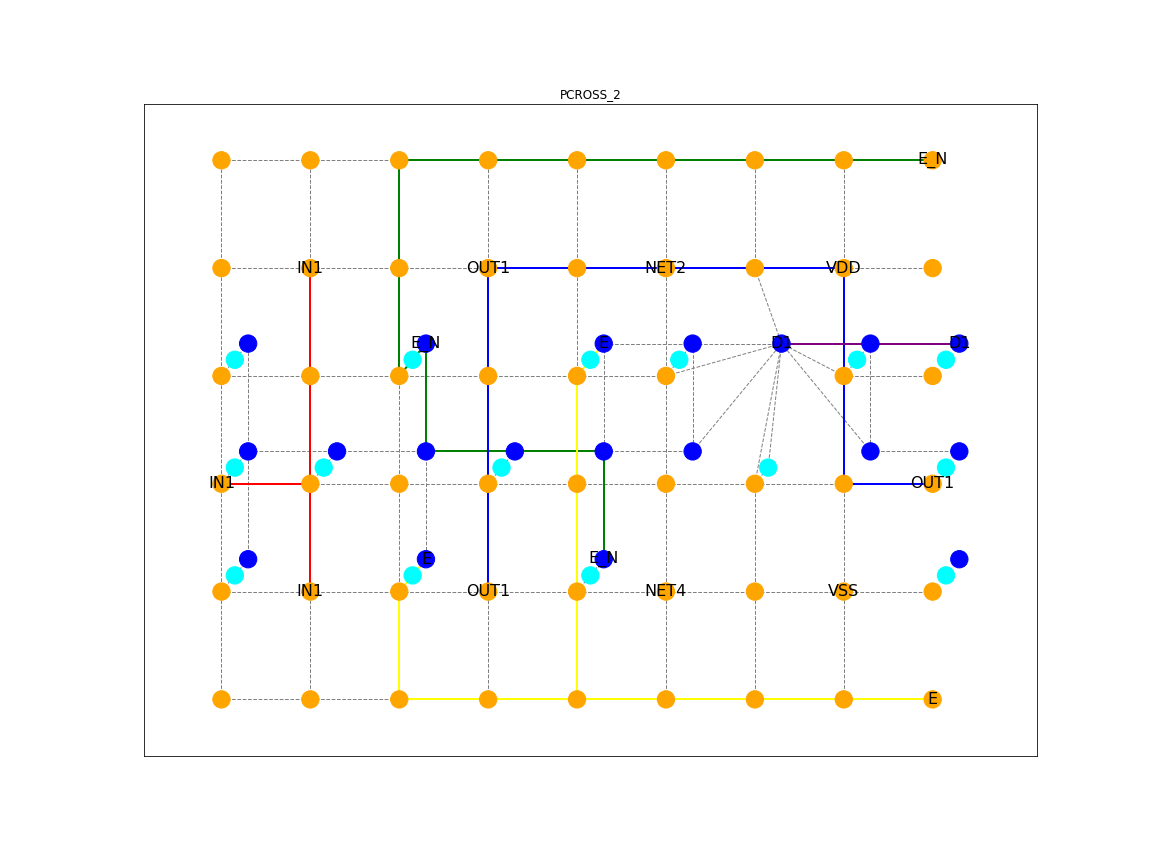 PCROSS_2
E_N
IN1 OUT1 NET2 VDD
E_N E D1 D1
IN1 OUT1
E E_N
IN1 OUT1 NET4 VSS
E